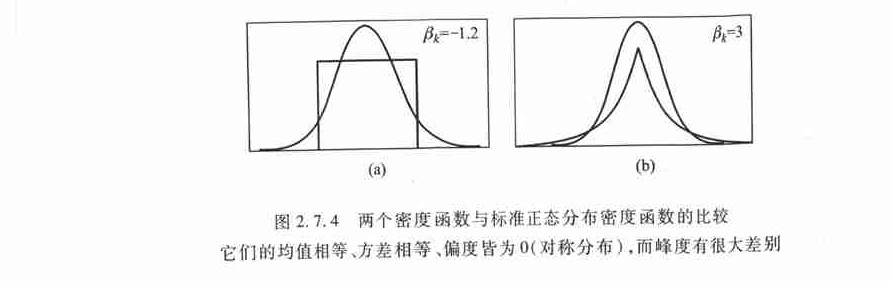 βk=-1.2
βk=3
(a)
(b)
图 2.7.4 两个密度函数与标准正态分布密度函数的比较
它们的均值相等、方差相等、偏度皆为 0(对称分布),而峰度有很大差别